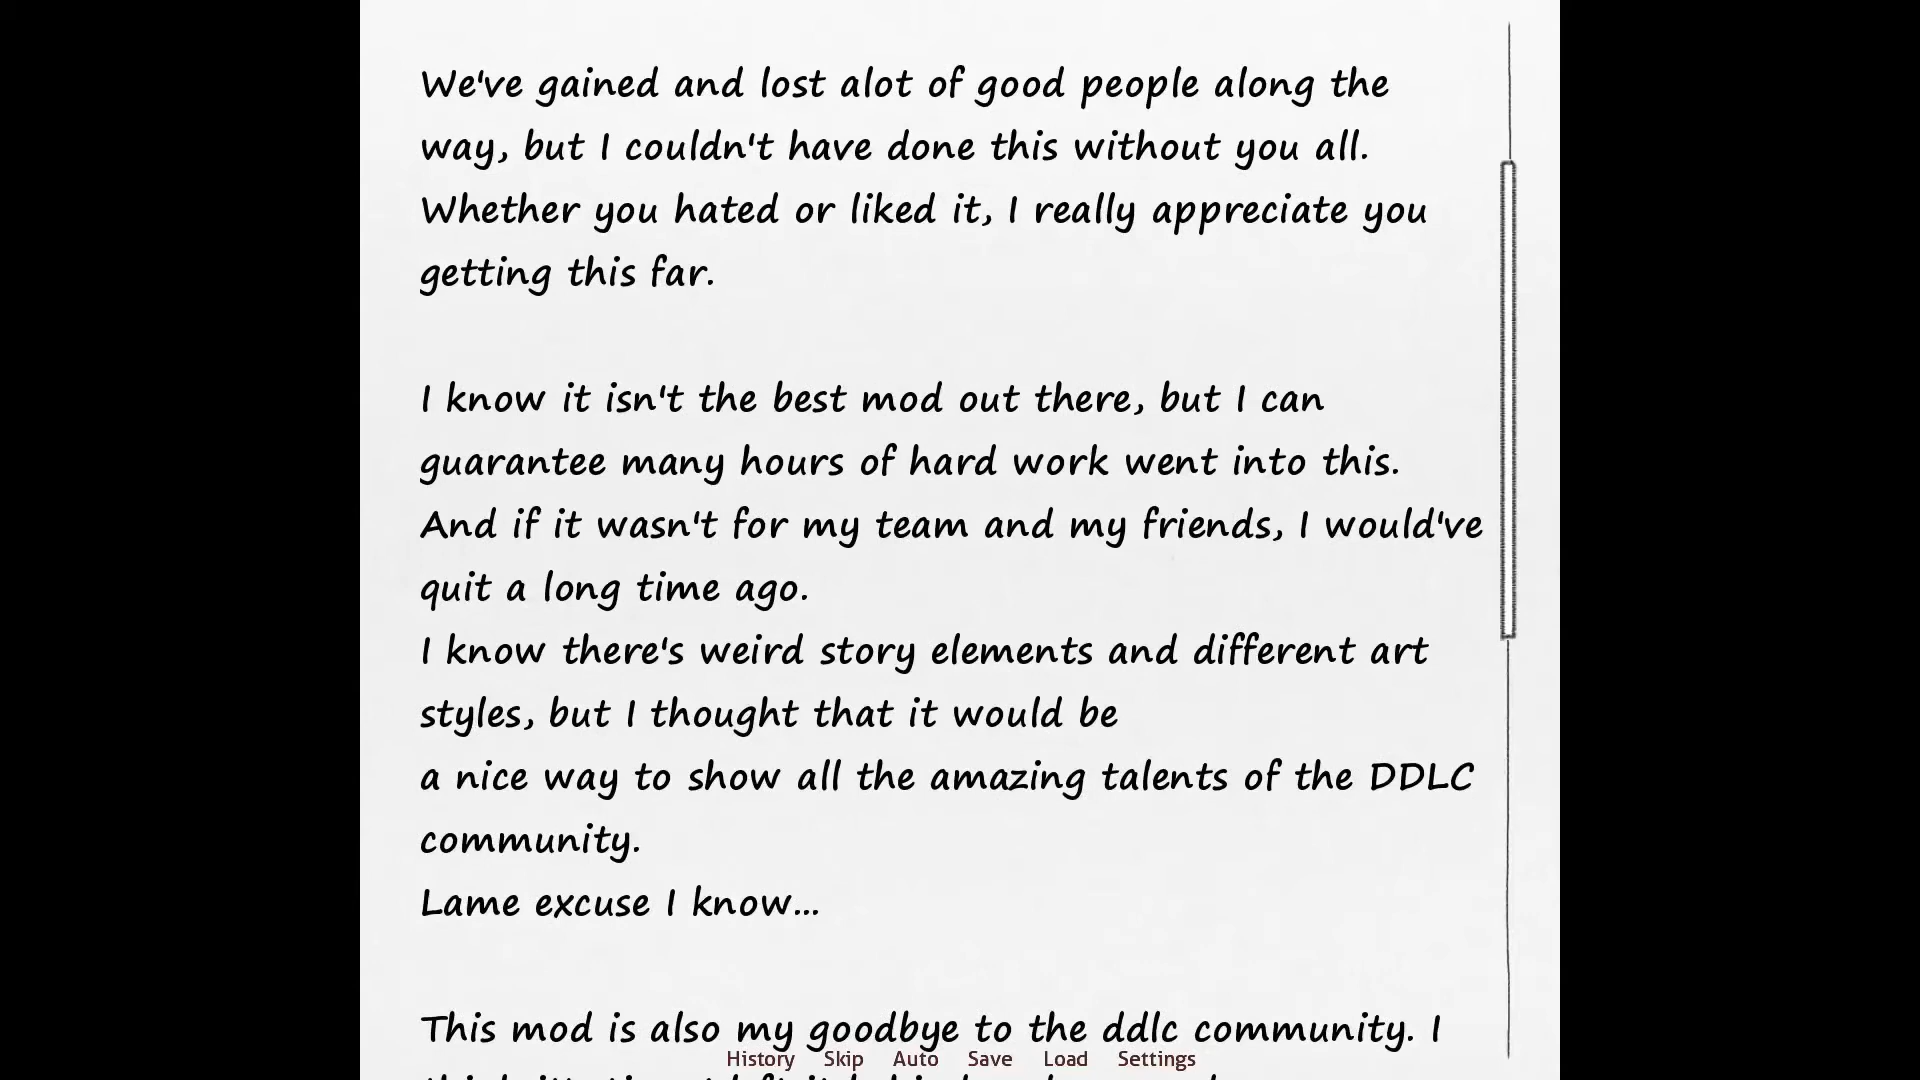 We've gained and lost alot of good people along the
way, but I couldn't have done this without you all.
Whether you hated or liked it, I really appreciate you
getting this far.
I know it isn't the best mod out there, but I can
guarantee many hours of hard work went into this.
And if it wasn't for my team and my friends, I would've
quit a long time ago.
I know there's weird story elements and different art
styles, but I thought that it would be
a nice way to show all the amazing talents of the DDLC
community.
Lame excuse I know...
This mod is also my goodbye to the ddlc community. I
History Skip Auto Save Load Settings